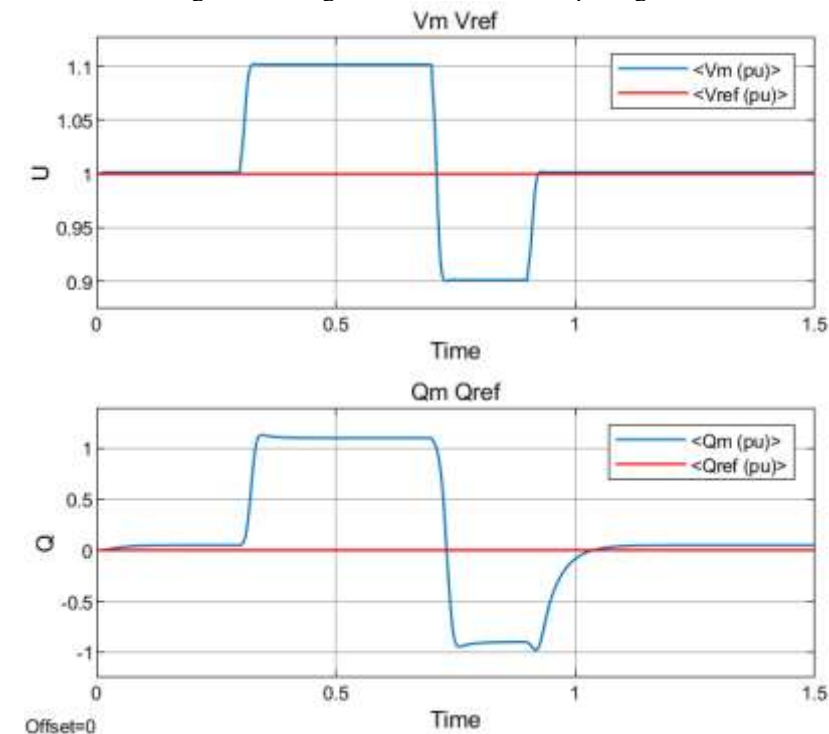 Vm Vref
1.1
1.05
1
0.95
0.9
U
<Vm (pu)>
<Vref (pu)>
0 0.5 1 1.5
Time
Qm Qref
1
0.5
0
-0.5
-1
Q
<Qm (pu)>
<Qref (pu)>
0 0.5 1 1.5
Time
Offset=0